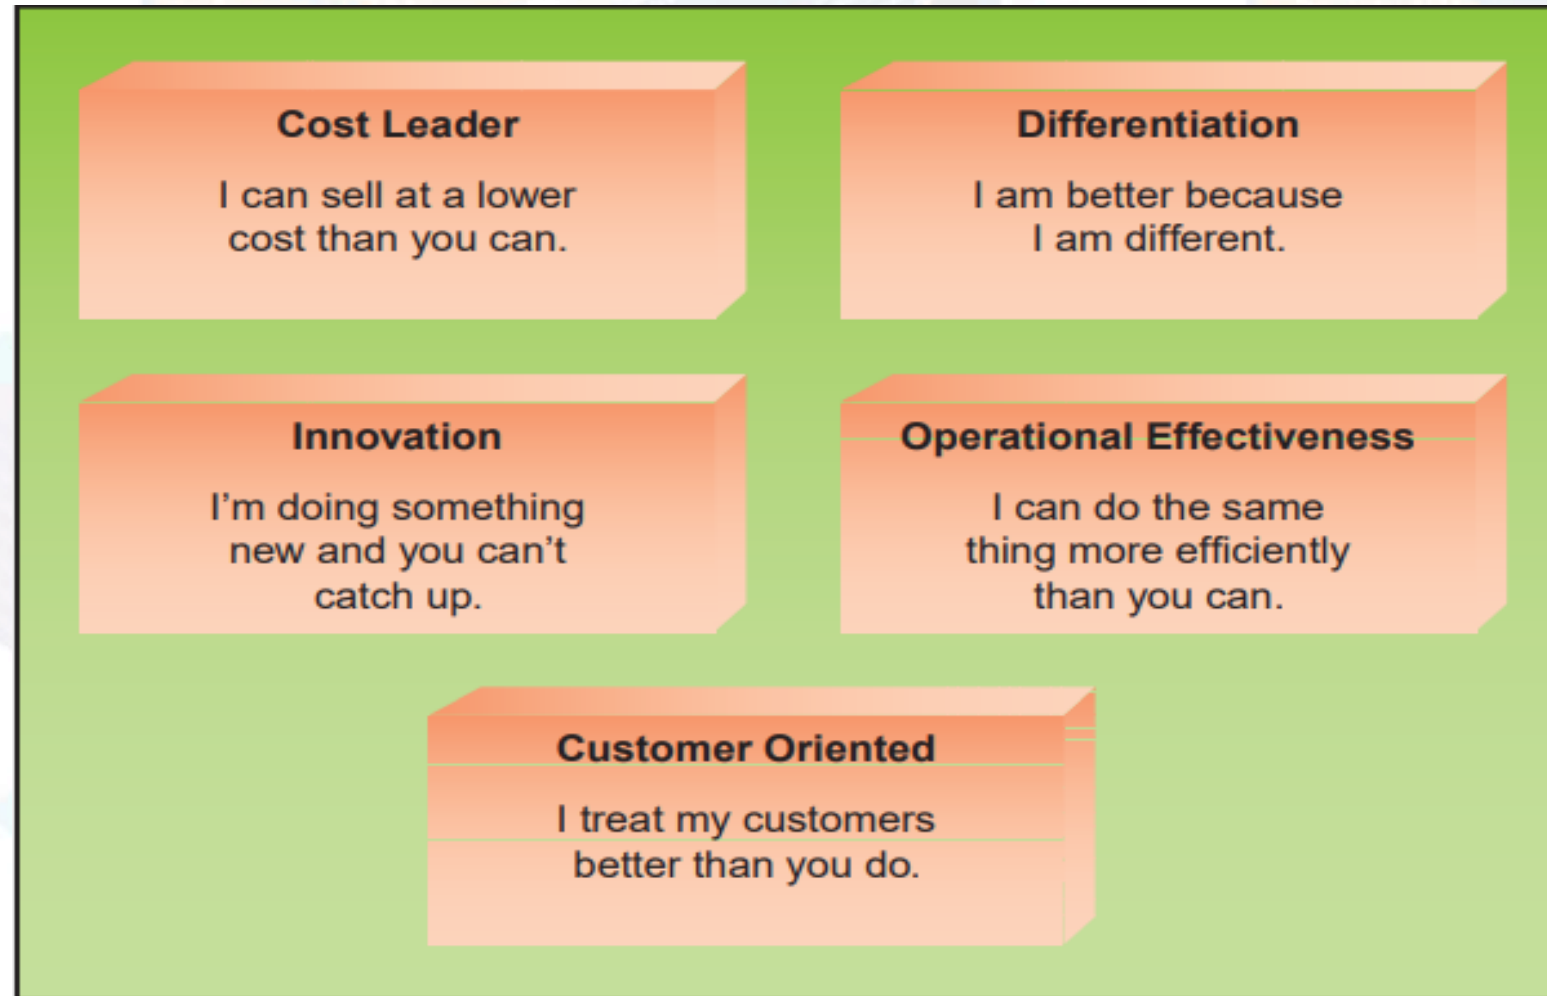 Cost Leader
I can sell at a lower
cost than you can.
Differentiation
I am better because
I am different.
Innovation
I’m doing something
new and you can’t
catch up.
Operational Effectiveness
I can do the same
thing more efficiently
than you can.
Customer Oriented
I treat my customers
better than you do.